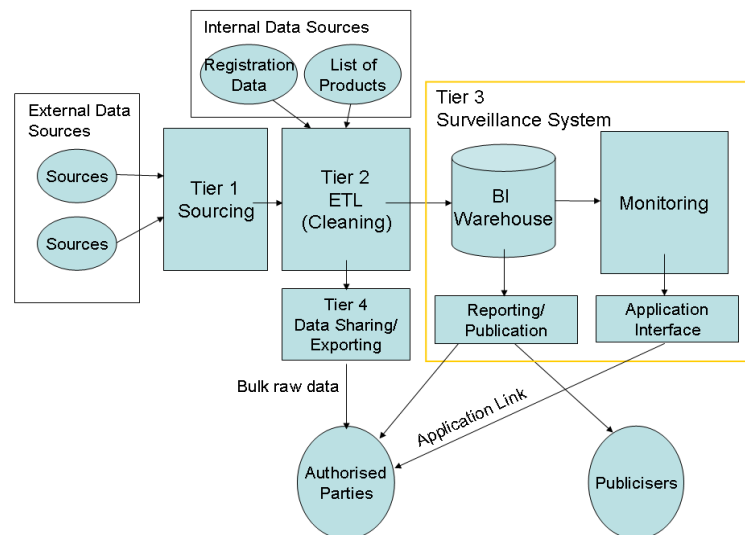 Internal Data Sources
Registration
Data
List of
Products
External Data
Sources
Sources
Sources
Tier 1
Sourcing
Tier 2
ETL
(Cleaning)
Tier 3
Surveillance System
BI
Warehouse
Monitoring
Tier 4
Data Sharing/
Exporting
Reporting/
Publication
Application
Interface
Bulk raw data
Application Link
Authorised
Parties
Publicisers